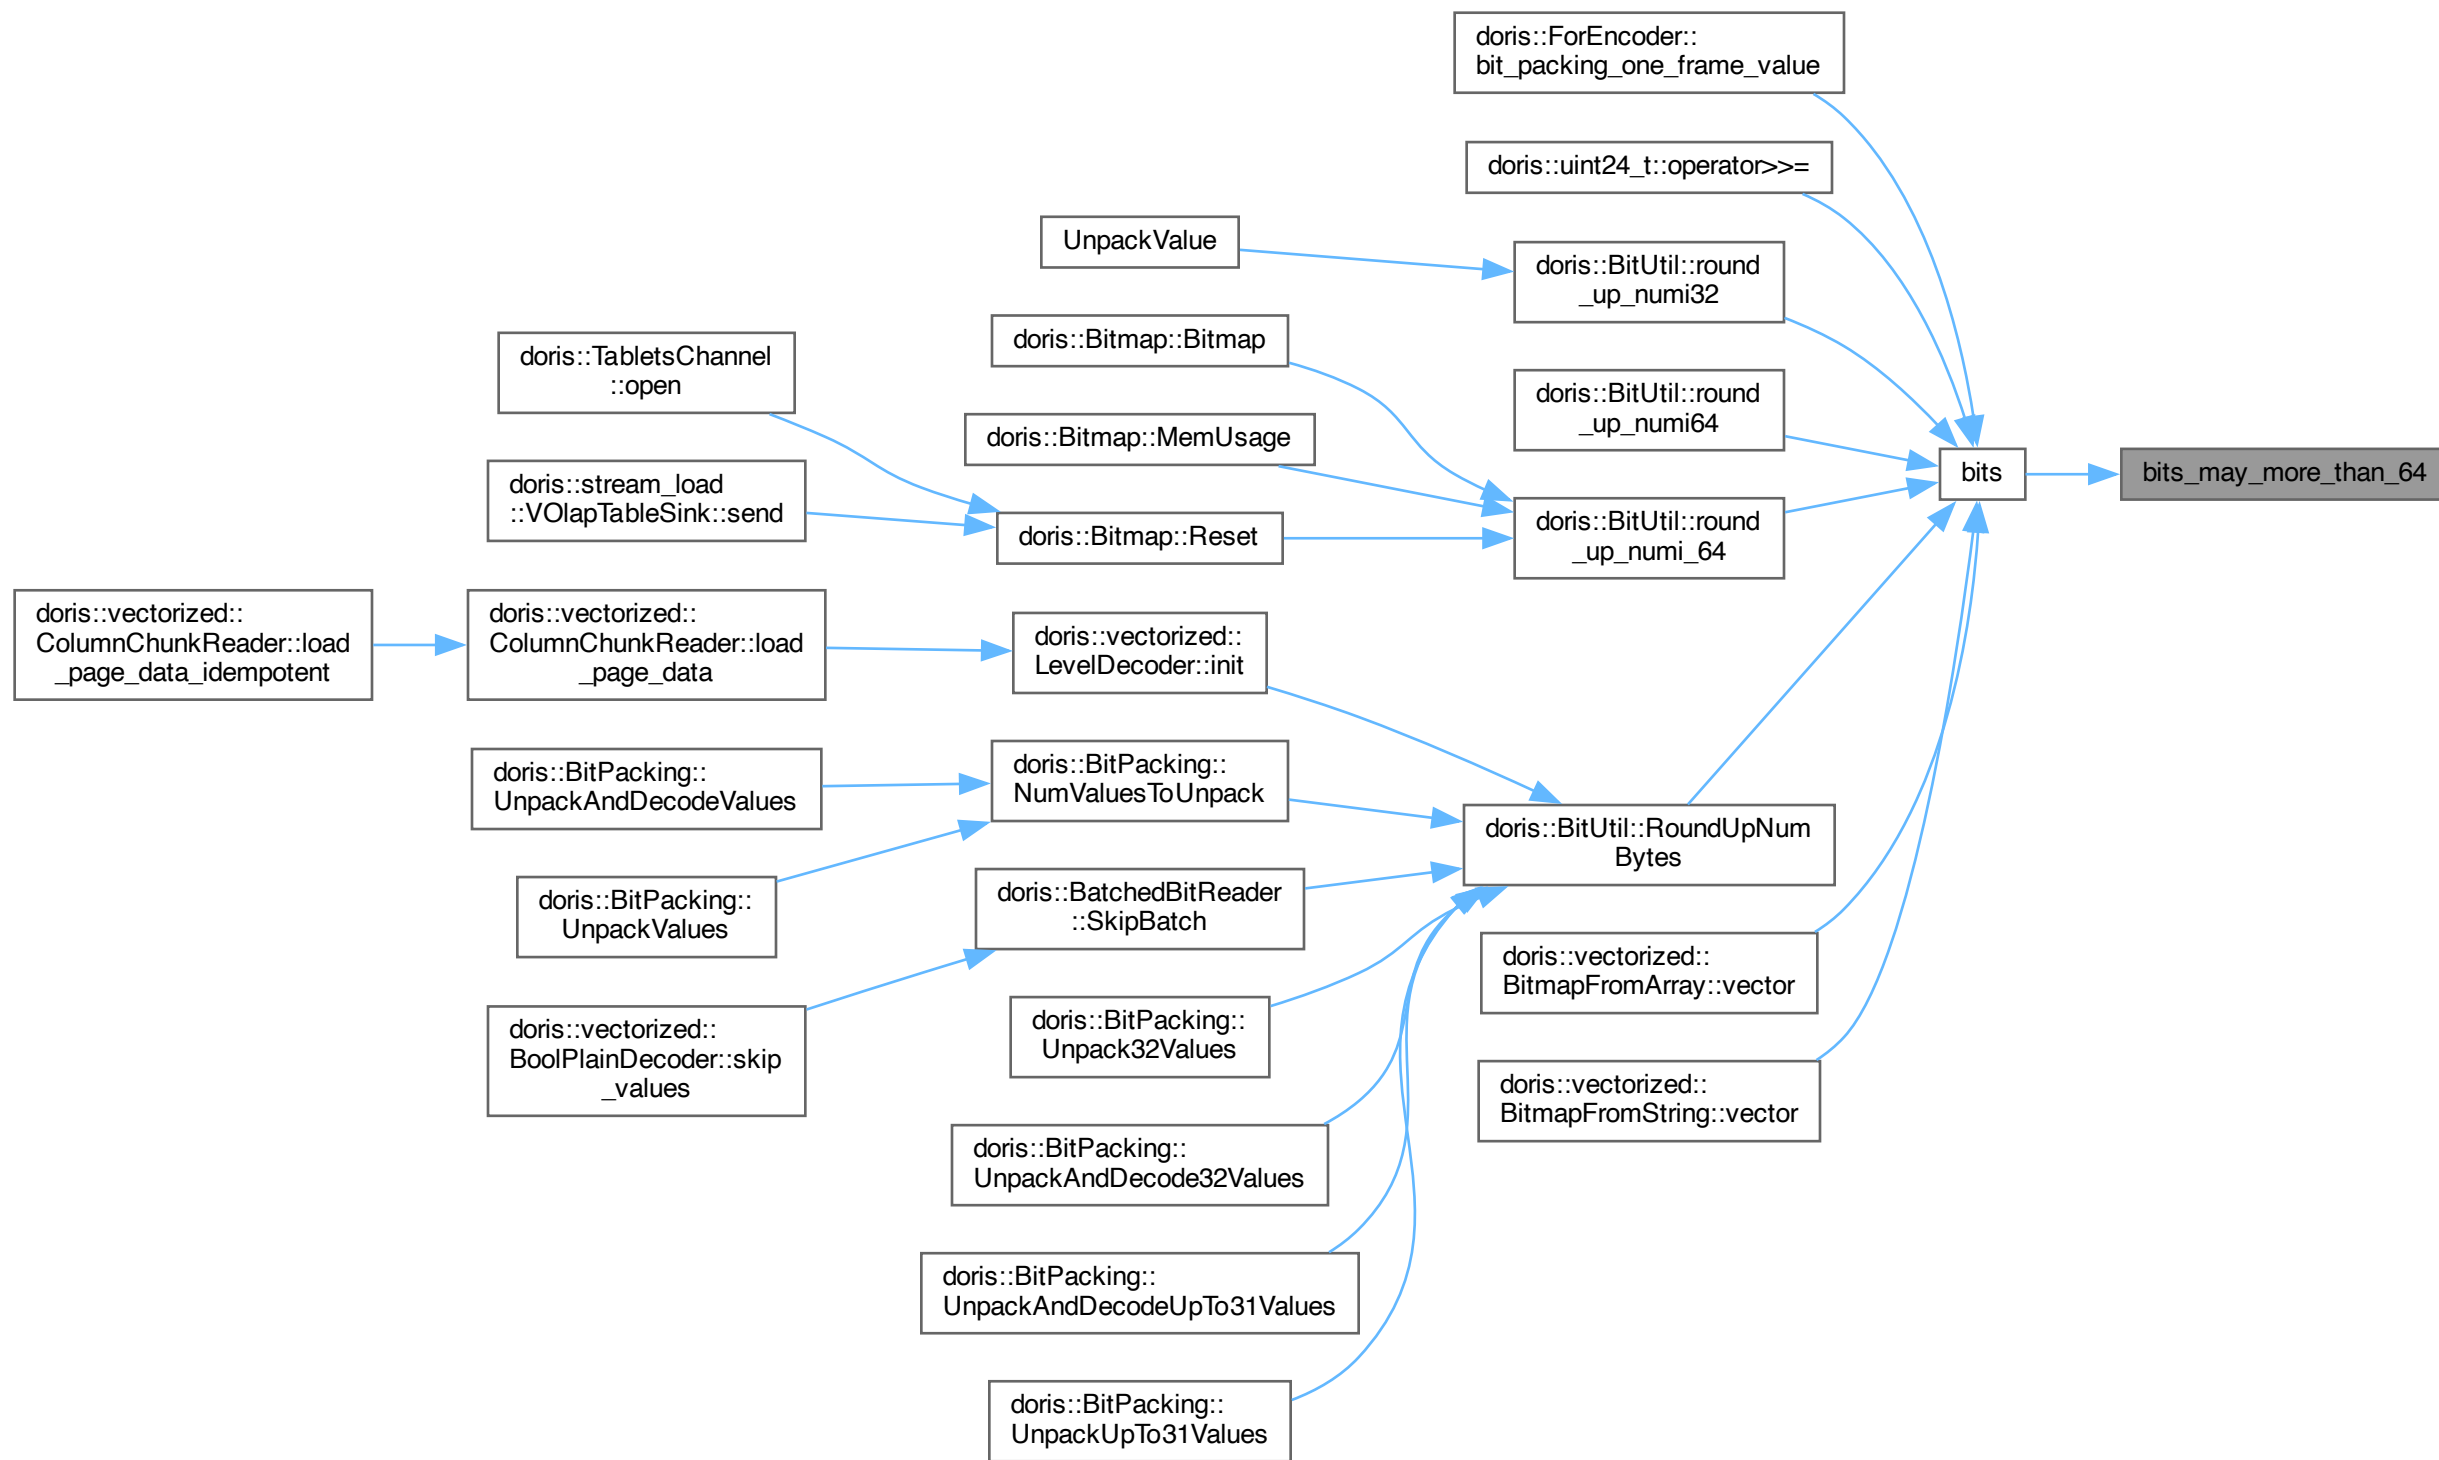 doris::ForEncoder::
bit_packing_one_frame_value
doris::uint24_t::operator>>=
UnpackValue
doris::BitUtil::round
_up_numi32
doris::Bitmap::Bitmap
doris::TabletsChannel
::open
doris::BitUtil::round
_up_numi64
doris::Bitmap::MemUsage
bits
bits_may_more_than_64
doris::stream_load
::VOlapTableSink::send
doris::Bitmap::Reset
doris::BitUtil::round
_up_numi_64
doris::vectorized::
ColumnChunkReader::load
_page_data_idempotent
doris::vectorized::
ColumnChunkReader::load
_page_data
doris::vectorized::
LevelDecoder::init
doris::BitPacking::
UnpackAndDecodeValues
doris::BitPacking::
NumValuesToUnpack
doris::BitUtil::RoundUpNum
Bytes
doris::BitPacking::
UnpackValues
doris::BatchedBitReader
::SkipBatch
doris::vectorized::
BitmapFromArray::vector
doris::vectorized::
BoolPlainDecoder::skip
_values
doris::BitPacking::
Unpack32Values
doris::vectorized::
BitmapFromString::vector
doris::BitPacking::
UnpackAndDecode32Values
doris::BitPacking::
UnpackAndDecodeUpTo31Values
doris::BitPacking::
UnpackUpTo31Values